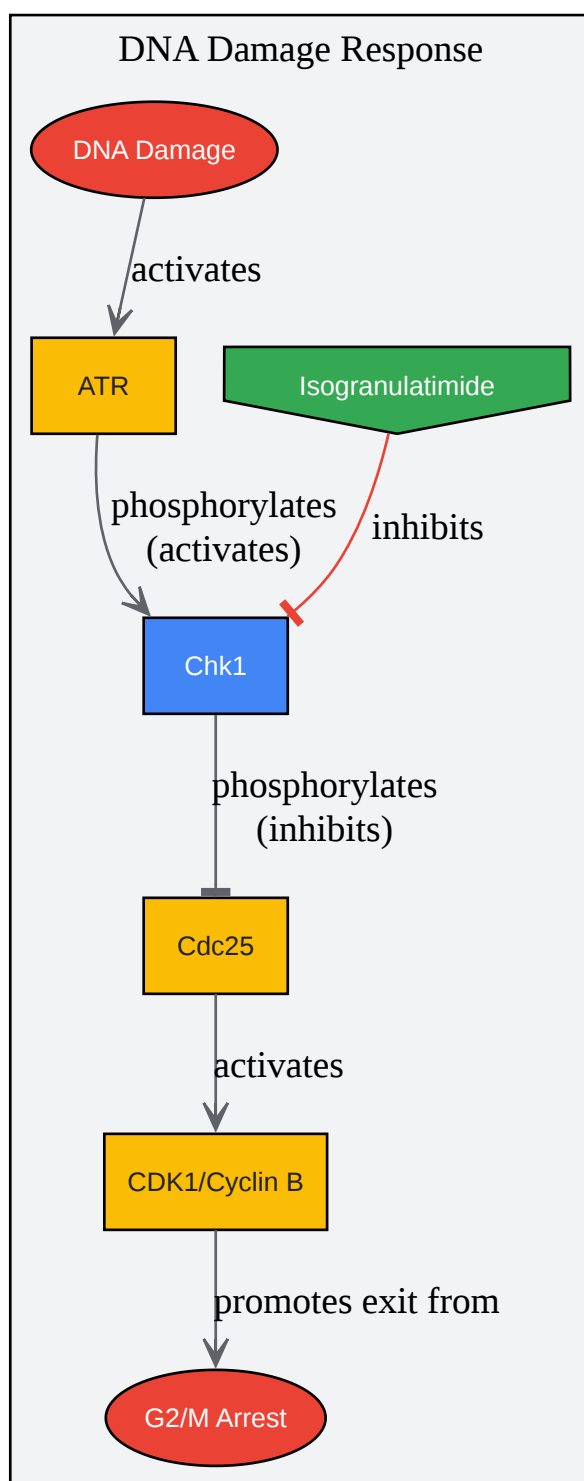 DNA Damage Response
DNA Damage
activates
ATR
Isogranulatimide
phosphorylates
(activates)
inhibits
Chk1
phosphorylates
(inhibits)
Cdc25
activates
CDK1/Cyclin B
promotes exit from
G2/M Arrest